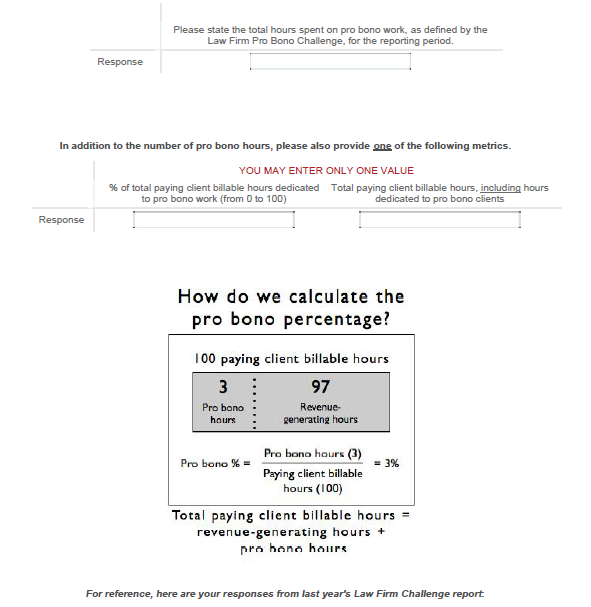 Please state the total hours spent on pro bono work, as defined by the
Law Firm Pro Bono Challenge, for the reporting period.
Response
In addition to the number of pro bono hours, please also provide one of the following metrics.
YOU MAY ENTER ONLY ONE VALUE
% of total paying client billable hours dedicated
to pro bono work (from 0 to 100)
Total paying client billable hours, including hours
dedicated to pro bono clients
Response
How do we calculate the
pro bono percentage?
100 paying client billable hours
3
Pro bono
hours
97
Revenue-
generating hours
Pro bono % =
Pro bono hours (3)
Paying client billable
hours (100)
= 3%
Total paying client billable hours =
revenue-generating hours +
pro bono hours
For reference, here are your responses from last year's Law Firm Challenge report: